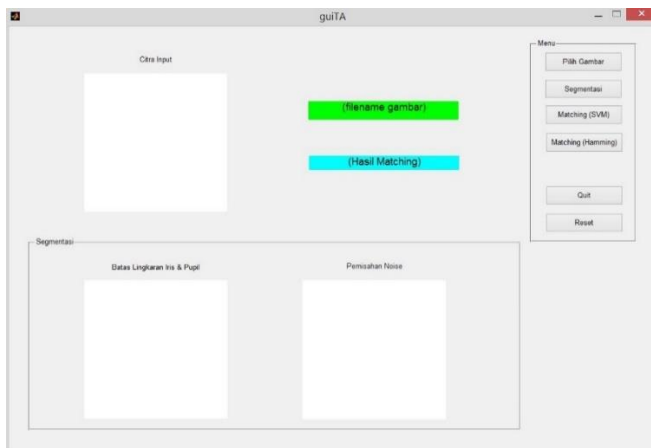 guiTA
Citra Input
(filename gambar)
(Hasil Matching)
Menu
Pilih Gambar
Segmentasi
Matching (SVM)
Matching (Hamming)
Quit
Reset
Segmentasi
Batas Lingkaran Iris & Pupil
Pemisahan Noise